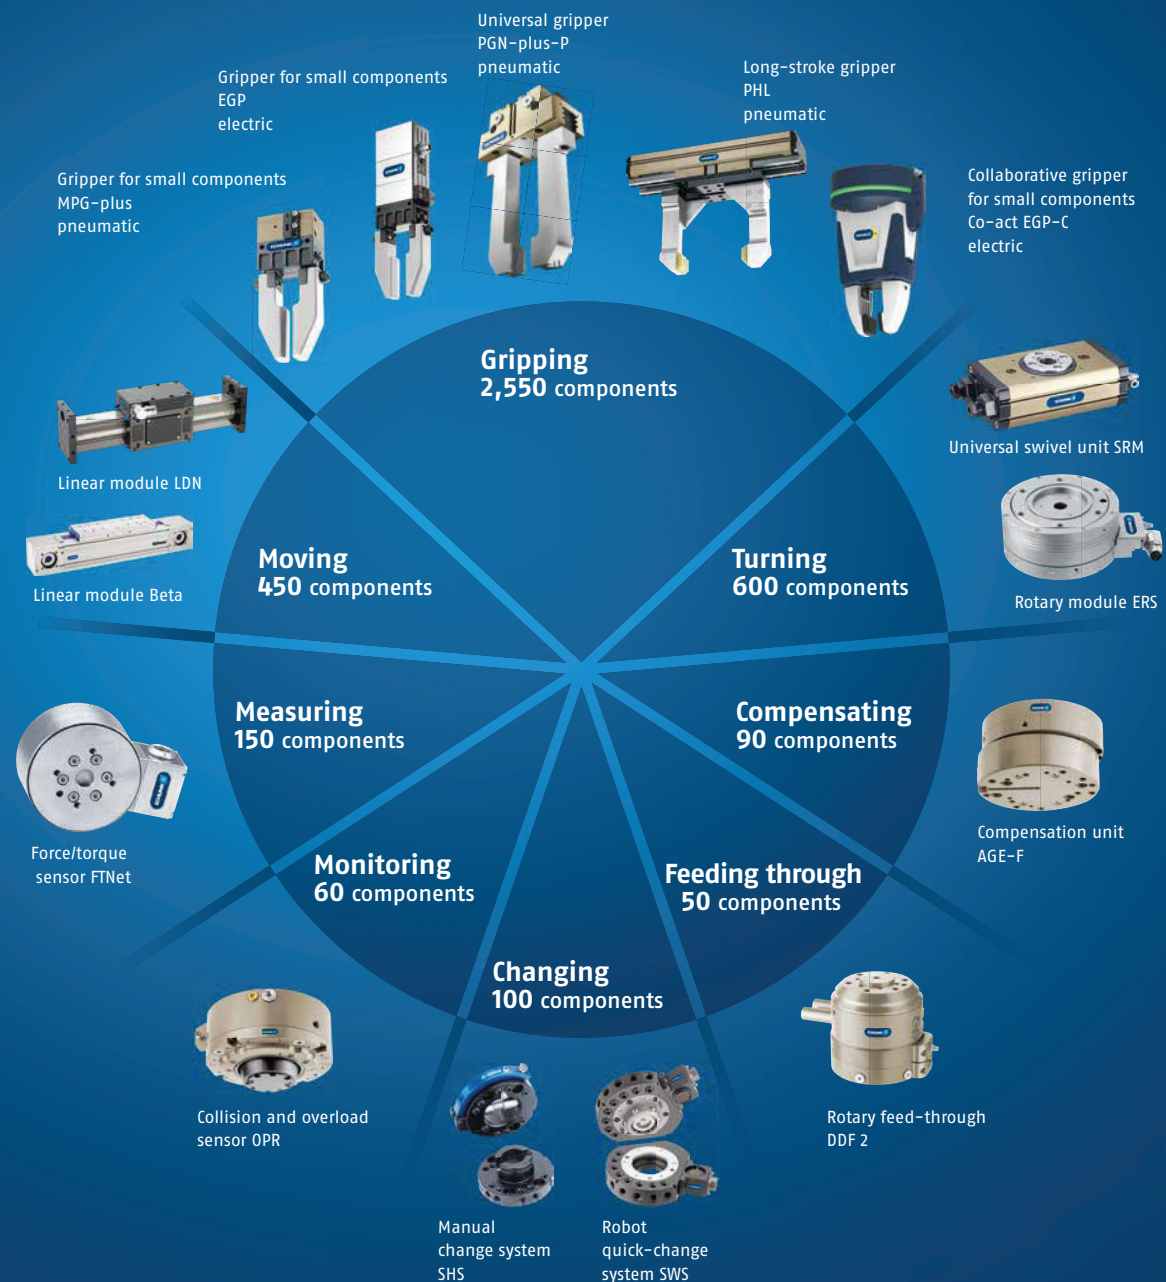 Universal gripper
PGN-plus-P
pneumatic
Gripper for small components
EGP
electric
Long-stroke gripper
PHL
pneumatic
Gripper for small components
MPG-plus
pneumatic
Collaborative gripper
for small components
Co-act EGP-C
electric
Gripping
2,550 components
Universal swivel unit SRM
Linear module LDN
Moving
450 components
Turning
600 components
Linear module Beta
Rotary module ERS
Measuring
150 components
Compensating
90 components
Force/torque
sensor FTNet
Compensation unit
AGE-F
Monitoring
60 components
Feeding through
50 components
Changing
100 components
Collision and overload
sensor OPR
Rotary feed-through
DDF 2
Manual
change system
SHS
Robot
quick-change
system SWS